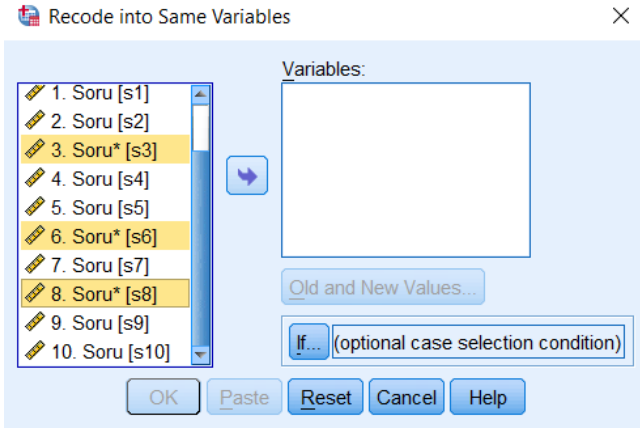 Recode into Same Variables
Variables:
1. Soru [s1]
2. Soru [s2]
3. Soru* [s3]
4. Soru [s4]
5. Soru [s5]
6. Soru* [s6]
7. Soru [s7]
8. Soru* [s8]
9. Soru [s9]
10. Soru [s10]
Old and New Values...
If... (optional case selection condition)
OK Paste Reset Cancel Help